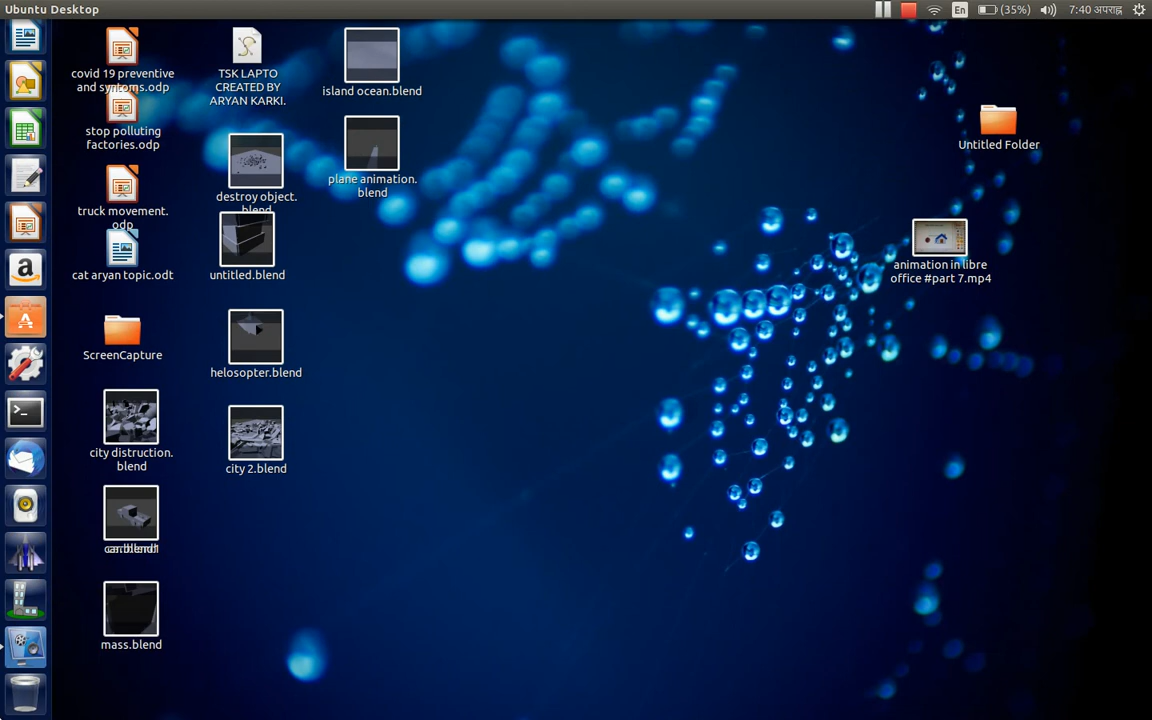 Ubuntu Desktop
En
(35%)
7:40 अपराह्न
covid 19 preventive
and syntoms.odp
stop polluting
factories.odp
truck movement.
odp
cat aryan topic.odt
ScreenCapture
city distruction.
blend
mass.blend
TSK LAPTO
CREATED BY
ARYAN KARKI.
destroy object.
blend
untitled.blend
helosopter.blend
city 2.blend
island ocean.blend
plane animation.
blend
Untitled Folder
animation in libre
office #part 7.mp4